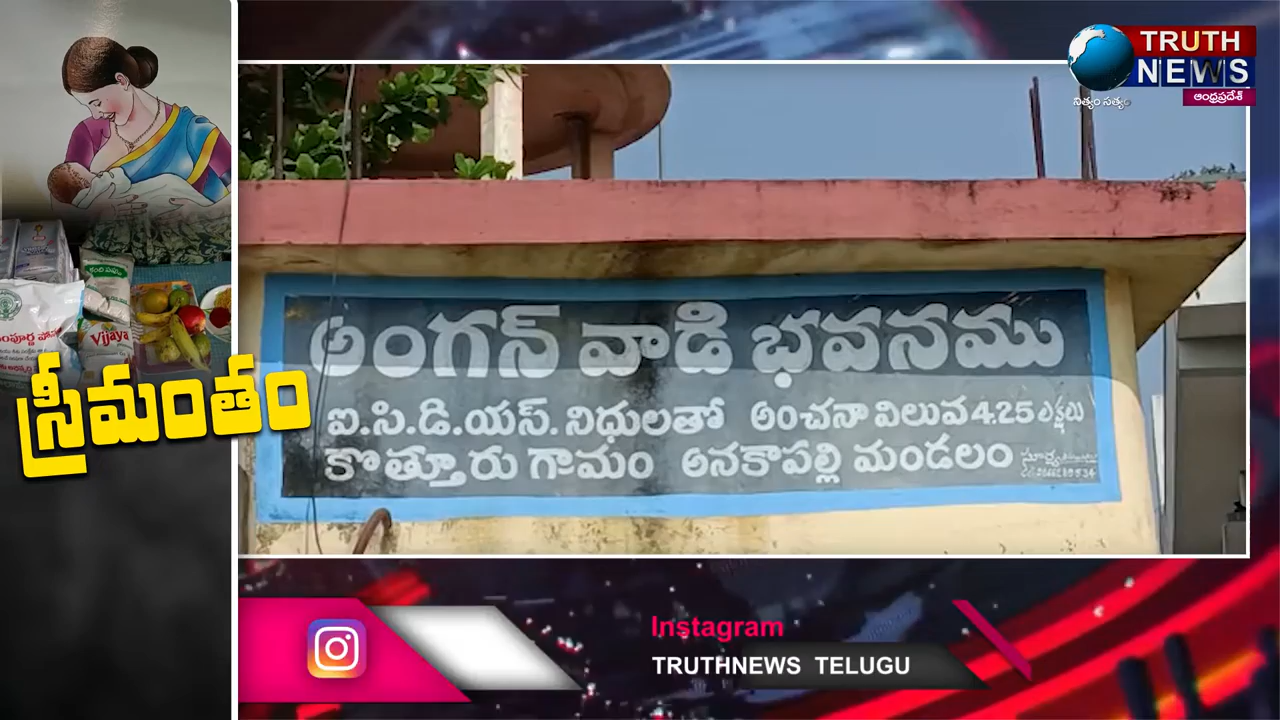 TRUTH
NEWS
నిత్యం సత్యం
ఆంధ్రప్రదేశ్
కంది పప్పు
Vijaya
శ్రీమంతం
అంగన్ వాడి భవనము
ఐ.సి.డి.యస్. నిధులతో అంచనా విలువ 4.25 లక్షలు
కొత్తూరు గ్రామం అనకాపల్లి మండలం
సూర్య
Instagram
TRUTHNEWS TELUGU